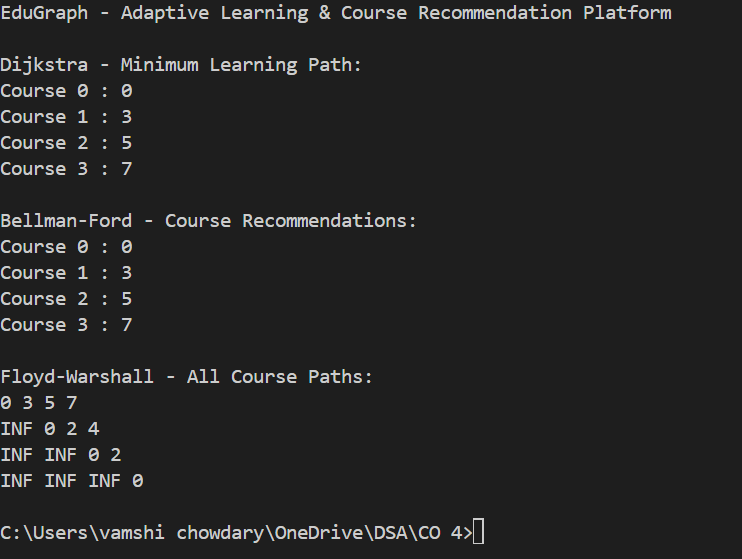 EduGraph - Adaptive Learning & Course Recommendation Platform
Dijkstra - Minimum Learning Path:
Course 0 : 0
Course 1 : 3
Course 2 : 5
Course 3 : 7
Bellman-Ford - Course Recommendations:
Course 0 : 0
Course 1 : 3
Course 2 : 5
Course 3 : 7
Floyd-Warshall - All Course Paths:
0 3 5 7
INF 0 2 4
INF INF 0 2
INF INF INF 0
C:\Users\vamshi chowdary\OneDrive\DSA\CO 4>